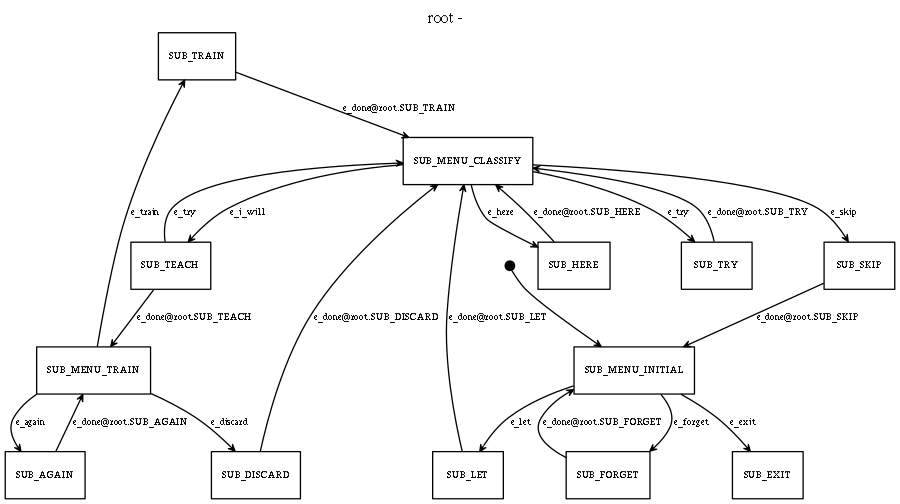 root -
SUB_TRAIN
e_done@root.SUB_TRAIN
SUB_MENU_CLASSIFY
e_train
e_try
e_i_will
e_here
e_done@root.SUB_HERE
e_try
e_done@root.SUB_TRY
e_skip
SUB_TEACH
SUB_HERE
SUB_TRY
SUB_SKIP
e_done@root.SUB_TEACH
e_done@root.SUB_DISCARD
e_done@root.SUB_LET
e_done@root.SUB_SKIP
SUB_MENU_TRAIN
SUB_MENU_INITIAL
e_again
e_done@root.SUB_AGAIN
e_discard
e_let
e_done@root.SUB_FORGET
e_forget
e_exit
SUB_AGAIN
SUB_DISCARD
SUB_LET
SUB_FORGET
SUB_EXIT